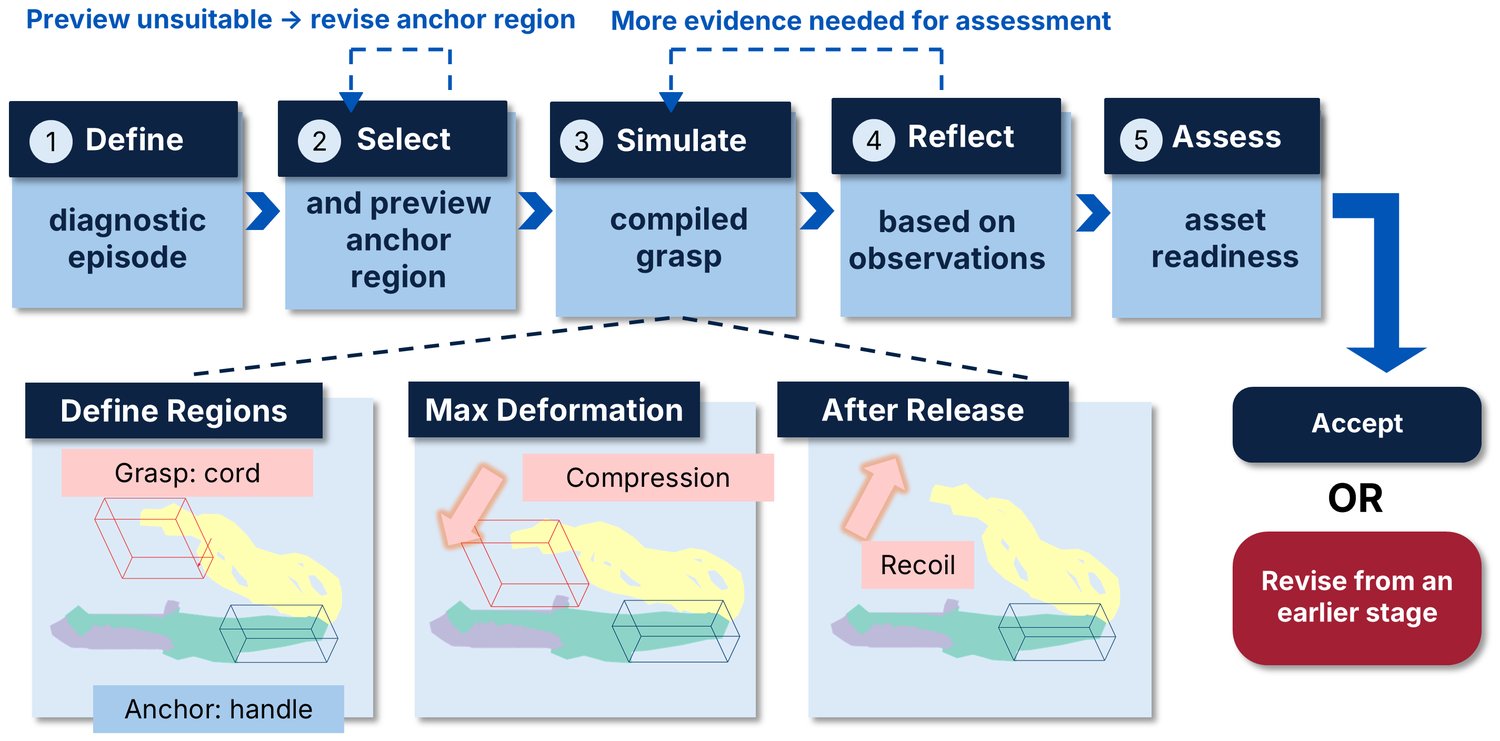 Preview unsuitable → revise anchor region
More evidence needed for assessment
1 Define
diagnostic
episode
2 Select
and preview
anchor
region
3 Simulate
compiled
grasp
4 Reflect
based on
observations
5 Assess
asset
readiness
Define Regions
Grasp: cord
Anchor: handle
Max Deformation
Compression
After Release
Recoil
Accept
OR
Revise from an
earlier stage